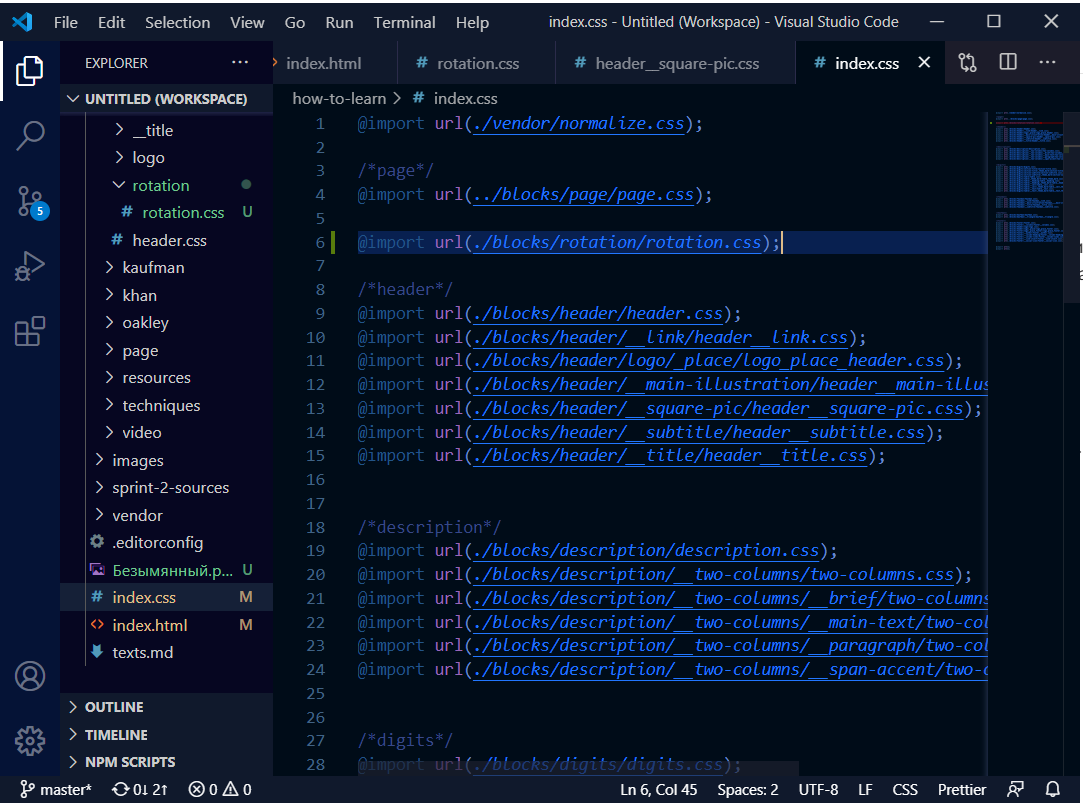 File Edit Selection View Go Run Terminal Help index.css - Untitled (Workspace) - Visual Studio Code
EXPLORER ···
index.html # rotation.css # header__square-pic.css # index.css
UNTITLED (WORKSPACE)
__title
logo
rotation
# rotation.css U
# header.css
kaufman
khan
oakley
page
resources
techniques
video
images
sprint-2-sources
vendor
.editorconfig
Безымянный.р... U
# index.css M
<> index.html M
texts.md
OUTLINE
TIMELINE
NPM SCRIPTS
5
how-to-learn > # index.css
1 @import url(./vendor/normalize.css);
2
3 /*page*/
4 @import url(../blocks/page/page.css);
5
6 @import url(./blocks/rotation/rotation.css);
7
8 /*header*/
9 @import url(./blocks/header/header.css);
10 @import url(./blocks/header/__link/header__link.css);
11 @import url(./blocks/header/logo/_place/logo_place_header.css);
12 @import url(./blocks/header/__main-illustration/header__main-illus
13 @import url(./blocks/header/__square-pic/header__square-pic.css);
14 @import url(./blocks/header/__subtitle/header__subtitle.css);
15 @import url(./blocks/header/__title/header__title.css);
16
17
18 /*description*/
19 @import url(./blocks/description/description.css);
20 @import url(./blocks/description/__two-columns/two-columns.css);
21 @import url(./blocks/description/__two-columns/__brief/two-columns
22 @import url(./blocks/description/__two-columns/__main-text/two-col
23 @import url(./blocks/description/__two-columns/__paragraph/two-col
24 @import url(./blocks/description/__two-columns/__span-accent/two-c
25
26
27 /*digits*/
28 @import url(./blocks/digits/digits.css);
master* 0↓ 2↑ 0 0 Ln 6, Col 45 Spaces: 2 UTF-8 LF CSS Prettier